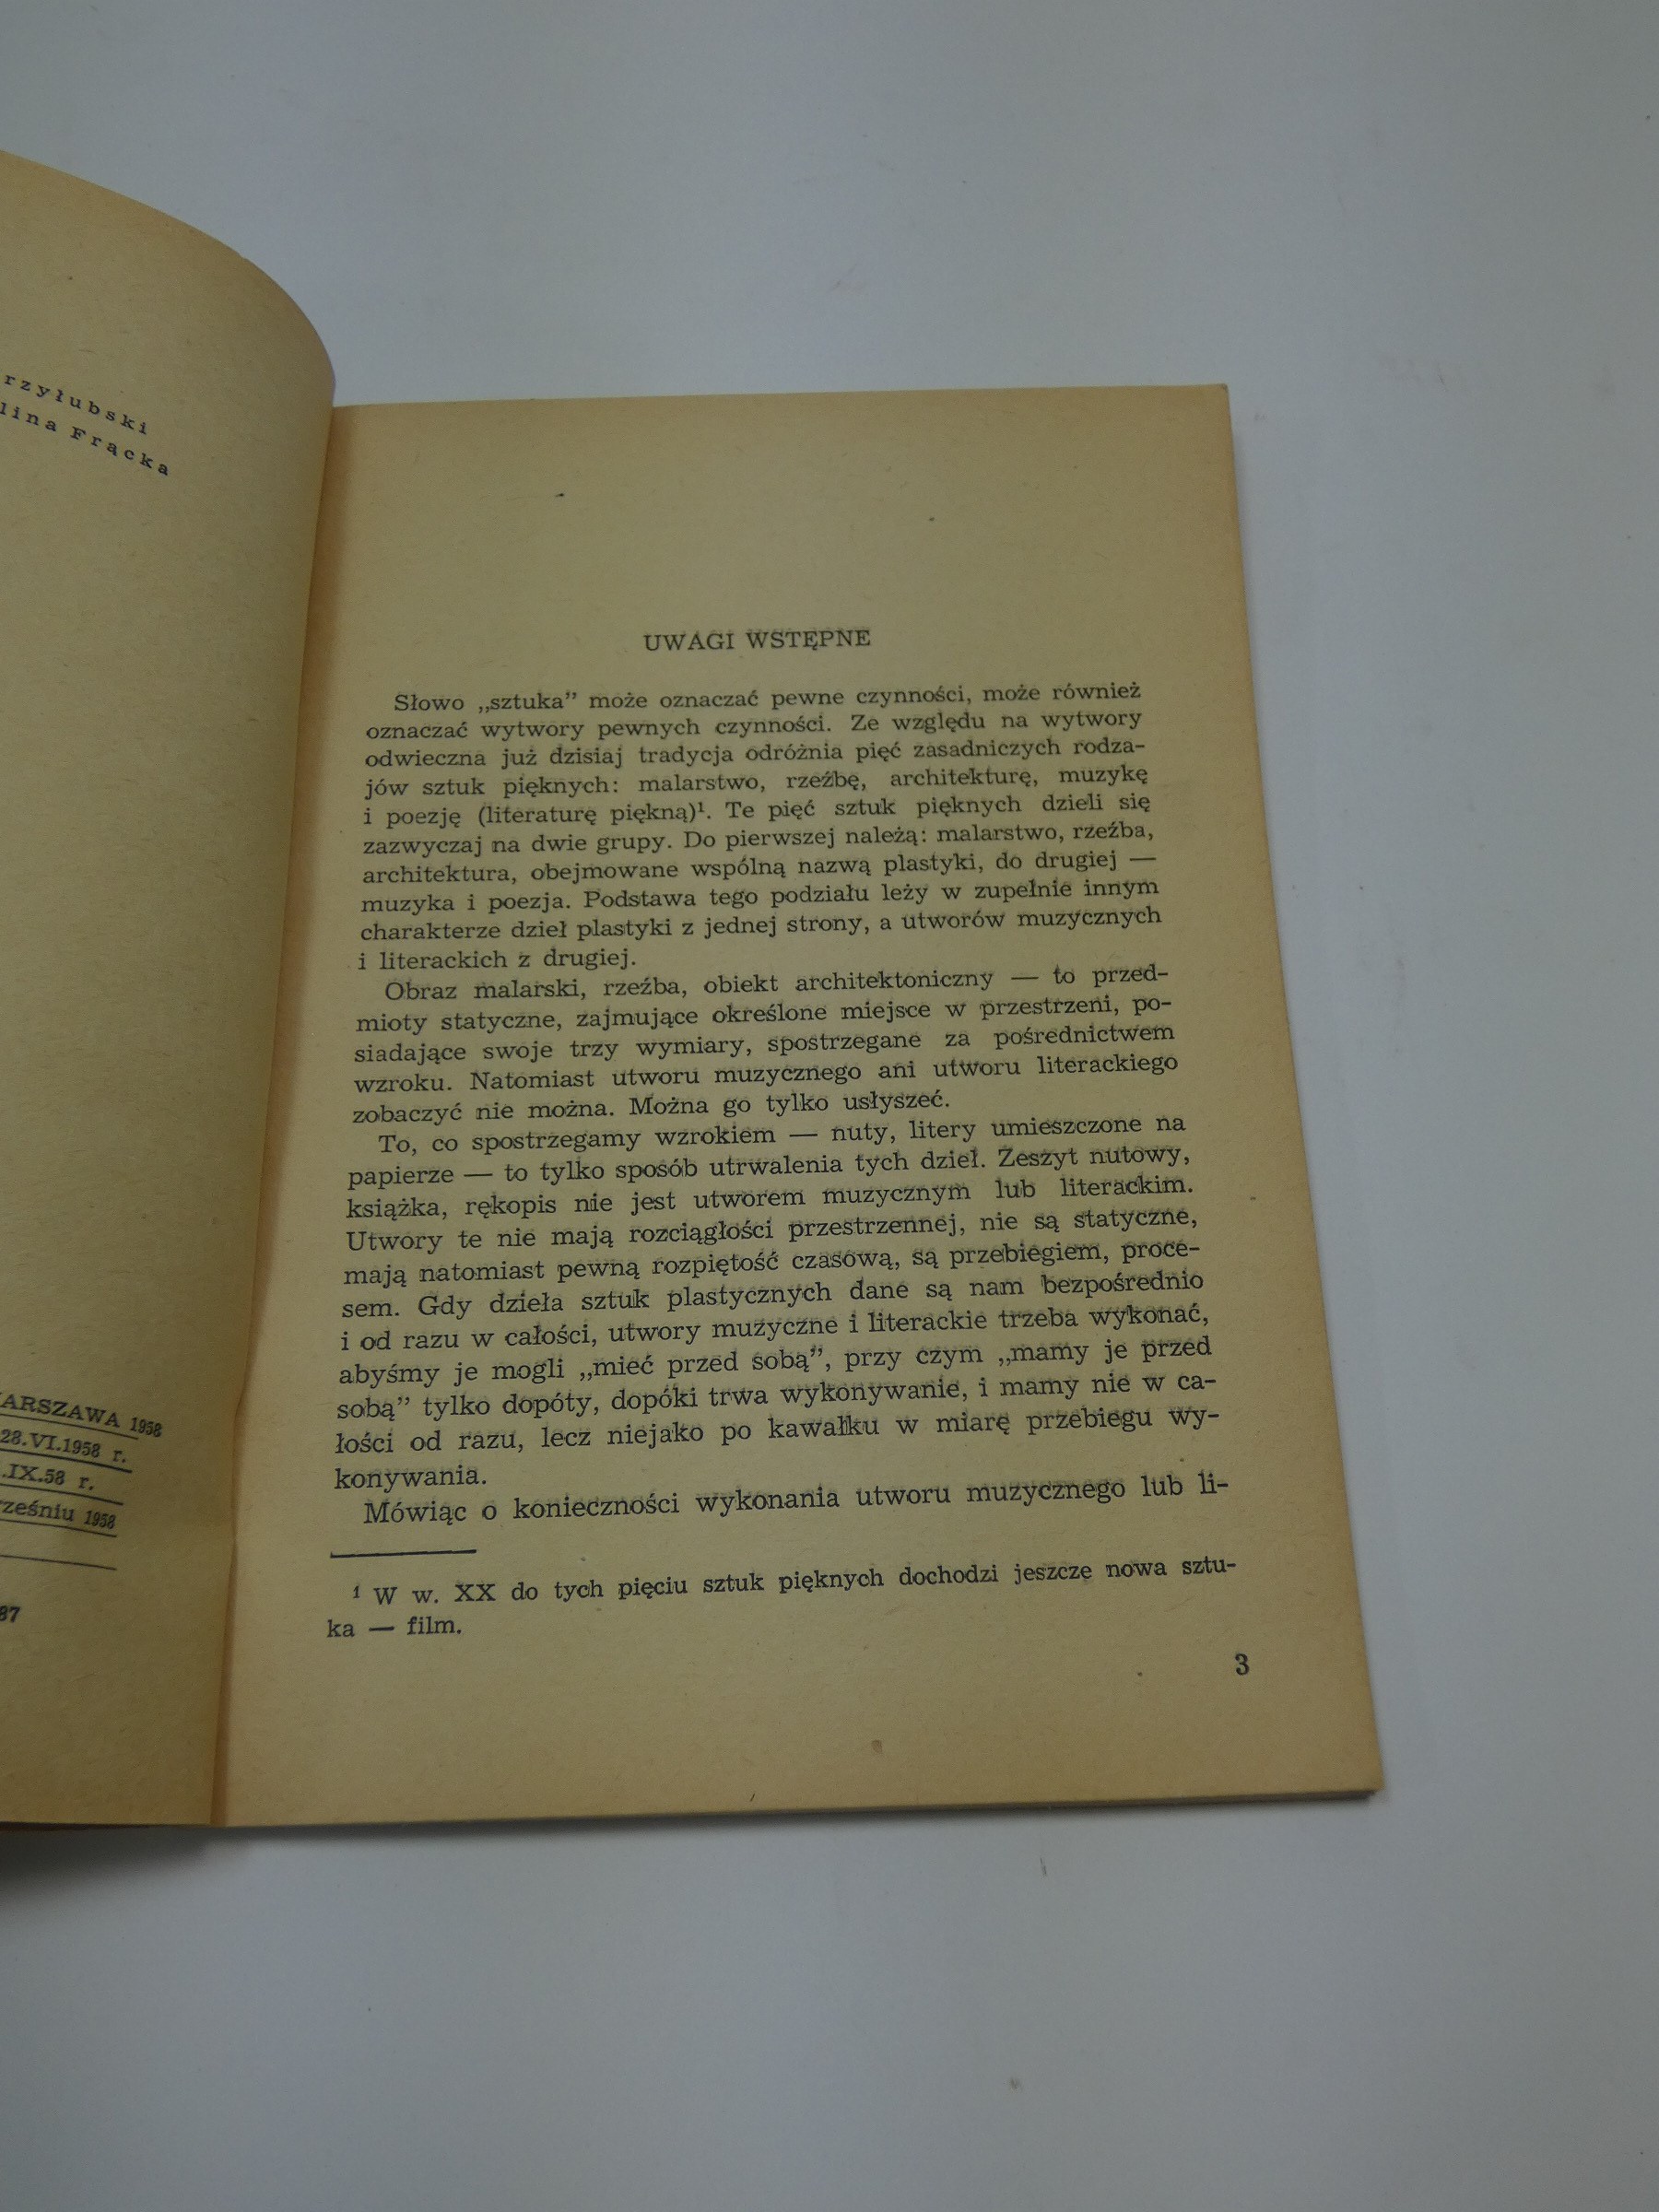 rzyłubski
lina Frącka
WARSZAWA 1958
28.VI.1958 r.
.IX.58 r.
rześniu 1958
87
UWAGI WSTĘPNE
Słowo „sztuka” może oznaczać pewne czynności, może również
oznaczać wytwory pewnych czynności. Ze względu na wytwory
odwieczna już dzisiaj tradycja odróżnia pięć zasadniczych rodza-
jów sztuk pięknych: malarstwo, rzeźbę, architekturę, muzykę
i poezję (literaturę piękną)¹. Te pięć sztuk pięknych dzieli się
zazwyczaj na dwie grupy. Do pierwszej należą: malarstwo, rzeźba,
architektura, obejmowane wspólną nazwą plastyki, do drugiej —
muzyka i poezja. Podstawa tego podziału leży w zupełnie innym
charakterze dzieł plastyki z jednej strony, a utworów muzycznych
i literackich z drugiej.
Obraz malarski, rzeźba, obiekt architektoniczny — to przed-
mioty statyczne, zajmujące określone miejsce w przestrzeni, po-
siadające swoje trzy wymiary, spostrzegane za pośrednictwem
wzroku. Natomiast utworu muzycznego ani utworu literackiego
zobaczyć nie można. Można go tylko usłyszeć.
To, co spostrzegamy wzrokiem — nuty, litery umieszczone na
papierze — to tylko sposób utrwalenia tych dzieł. Zeszyt nutowy,
książka, rękopis nie jest utworem muzycznym lub literackim.
Utwory te nie mają rozciągłości przestrzennej, nie są statyczne,
mają natomiast pewną rozpiętość czasową, są przebiegiem, proce-
sem. Gdy dzieła sztuk plastycznych dane są nam bezpośrednio
i od razu w całości, utwory muzyczne i literackie trzeba wykonać,
abyśmy je mogli „mieć przed sobą”, przy czym „mamy je przed
sobą” tylko dopóty, dopóki trwa wykonywanie, i mamy nie w ca-
łości od razu, lecz niejako po kawałku w miarę przebiegu wy-
konywania.
Mówiąc o konieczności wykonania utworu muzycznego lub li-
¹ W w. XX do tych pięciu sztuk pięknych dochodzi jeszcze nowa sztu-
ka — film.
3